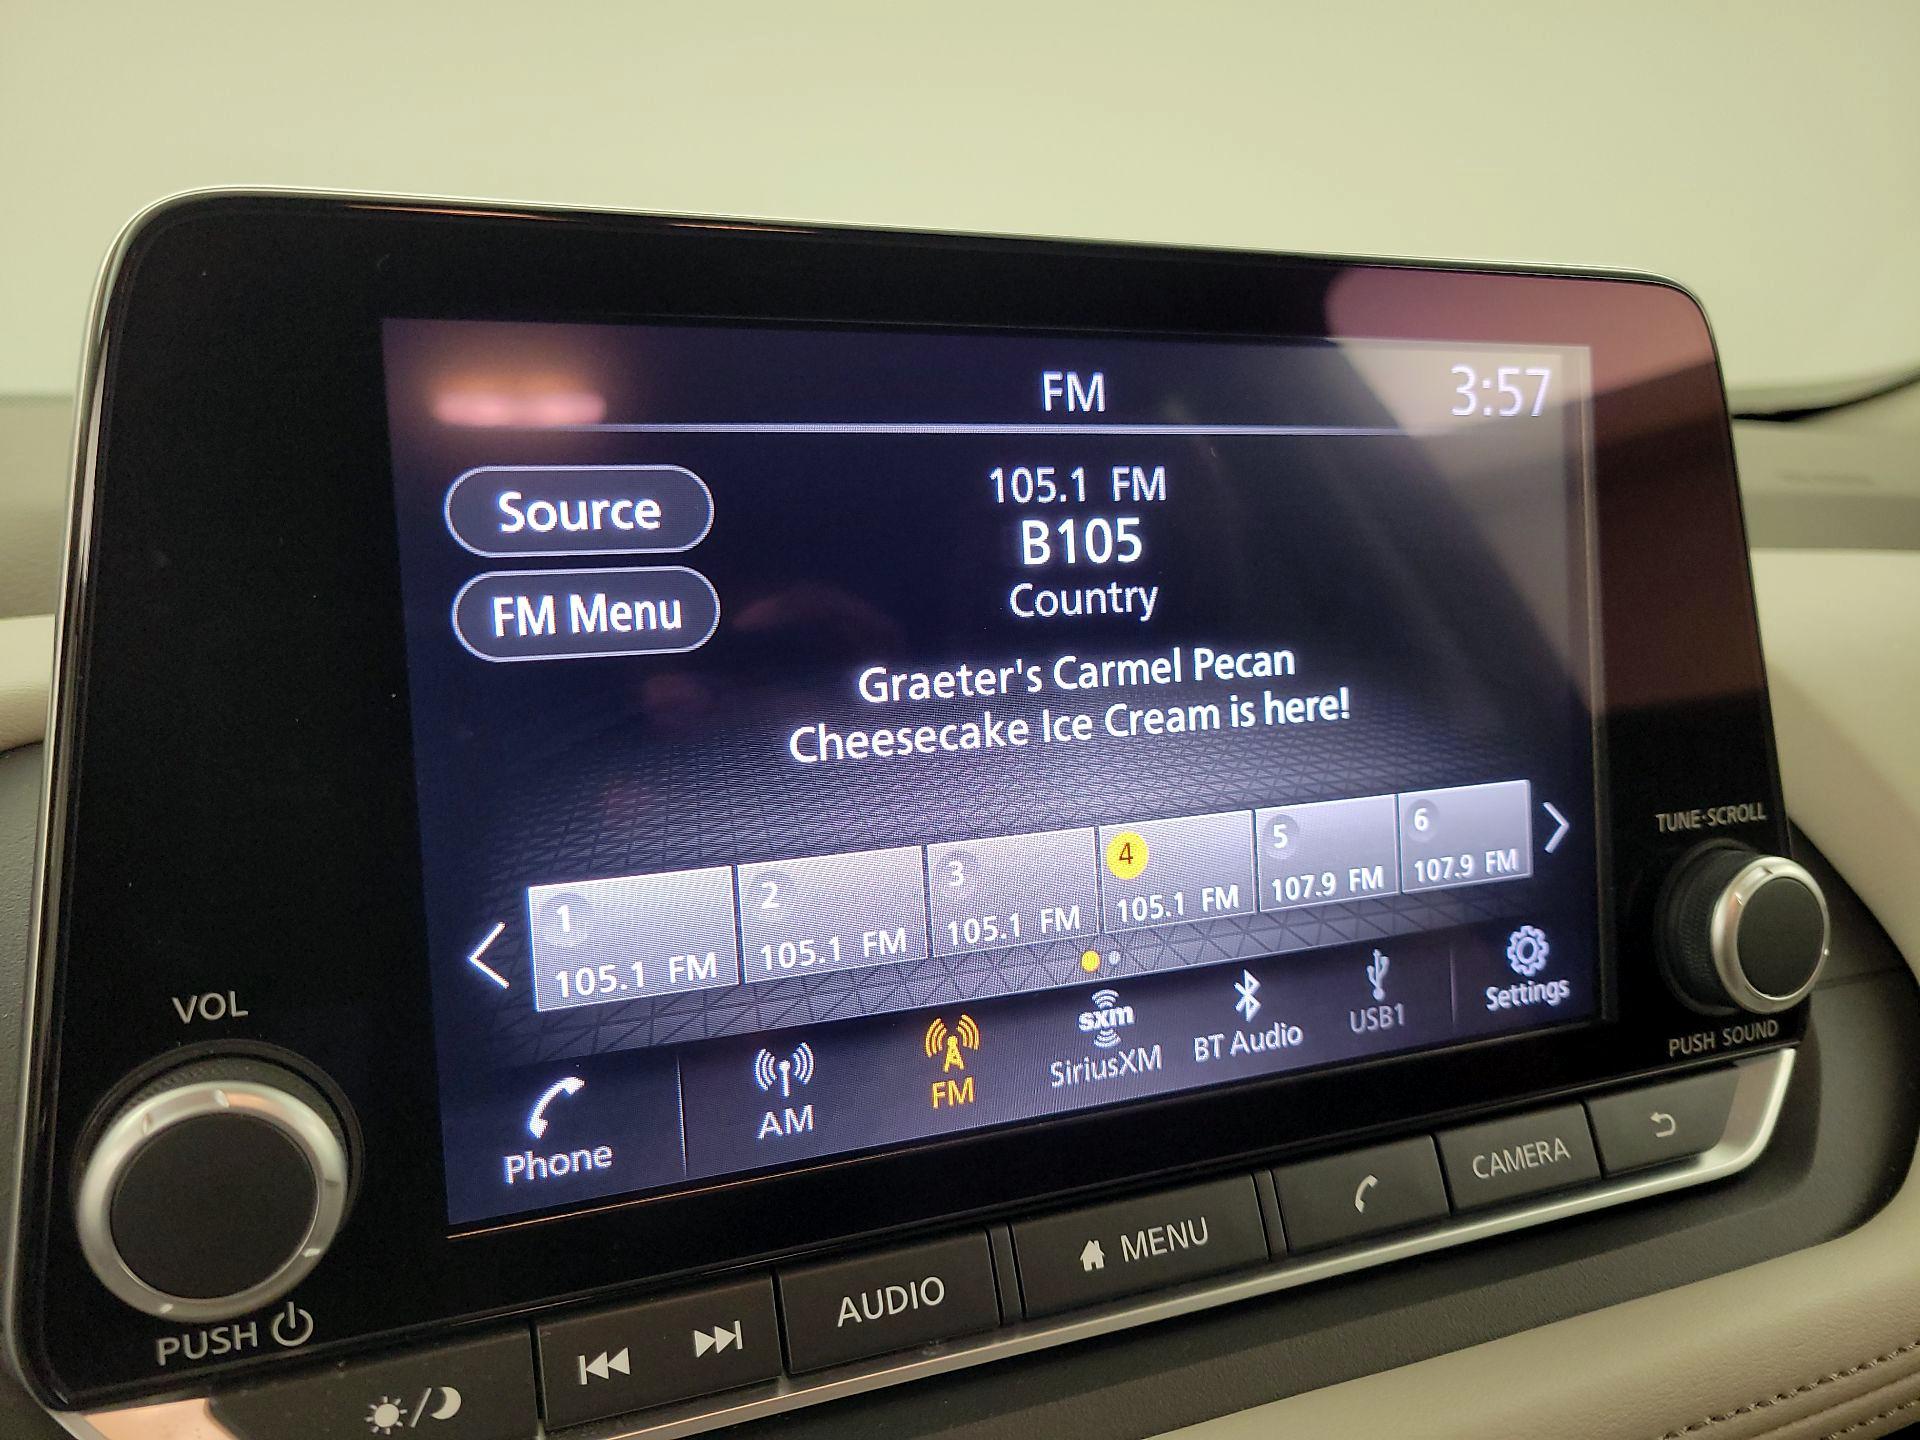 FM
3:57
Source
105.1 FM
B105
FM Menu
Country
Graeter's Carmel Pecan
Cheesecake Ice Cream is here!
1
105.1 FM
2
105.1 FM
3
105.1 FM
4
105.1 FM
5
107.9 FM
6
107.9 FM
Phone
AM
FM
sxm
SiriusXM
BT Audio
USB1
Settings
VOL
PUSH
TUNE·SCROLL
PUSH SOUND
AUDIO
MENU
CAMERA